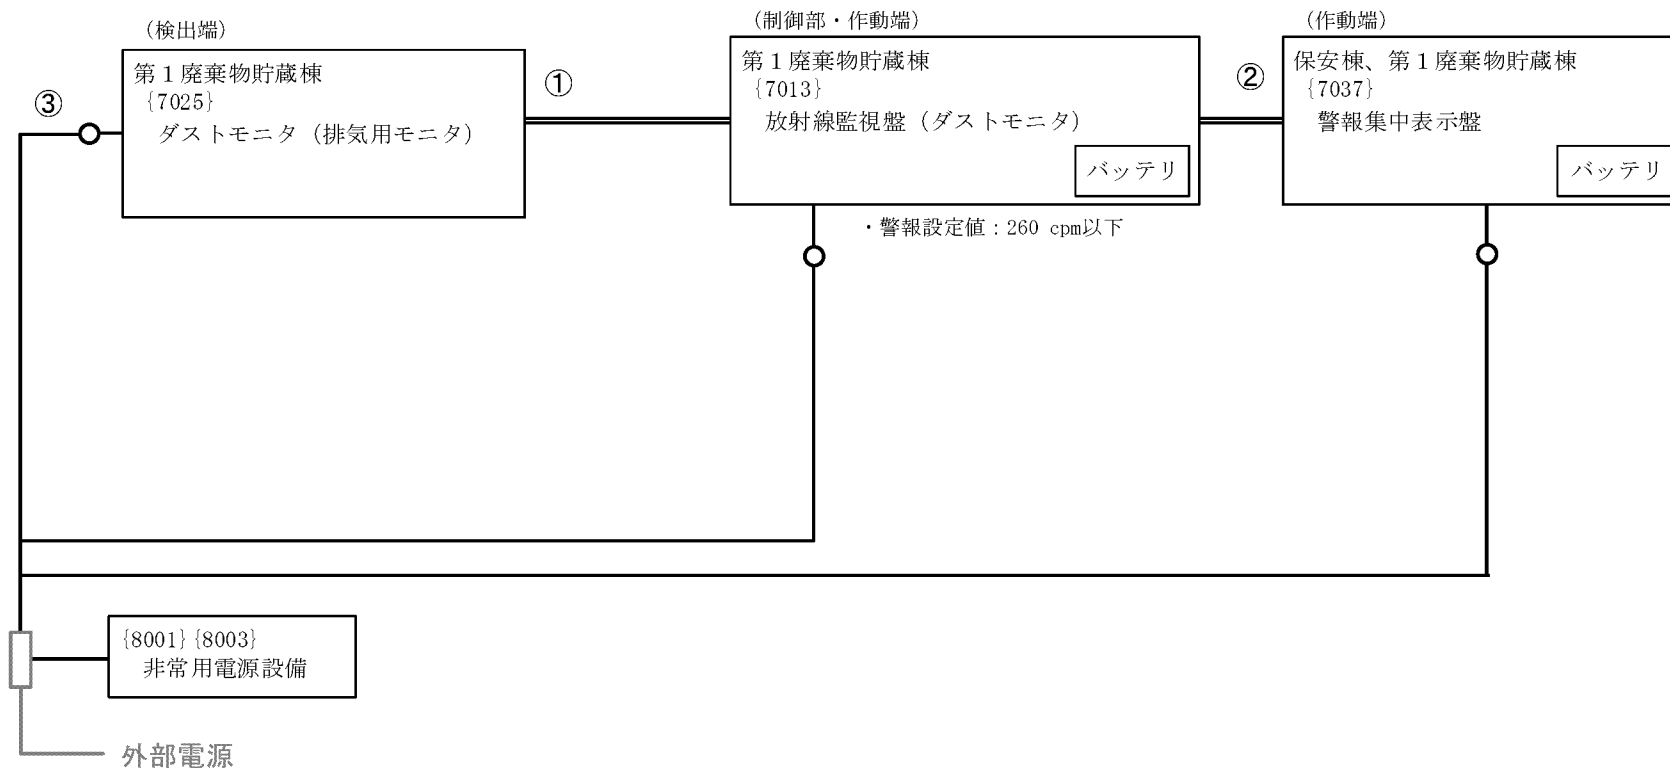 (検出端)
第１廃棄物貯蔵棟
{7025}
ダストモニタ（排気用モニタ）
③
①
(制御部・作動端)
第１廃棄物貯蔵棟
{7013}
放射線監視盤（ダストモニタ）
バッテリ
・警報設定値：260 cpm以下
②
(作動端)
保安棟、第１廃棄物貯蔵棟
{7037}
警報集中表示盤
バッテリ
{8001} {8003}
非常用電源設備
外部電源